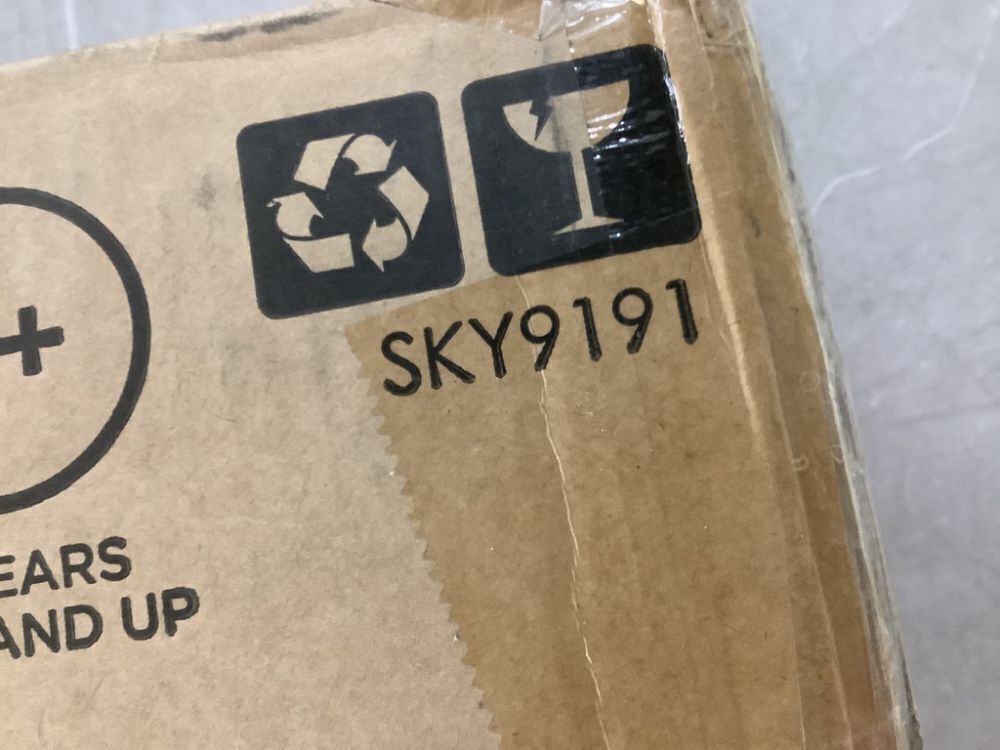 SKY9191
+
EARS
AND UP